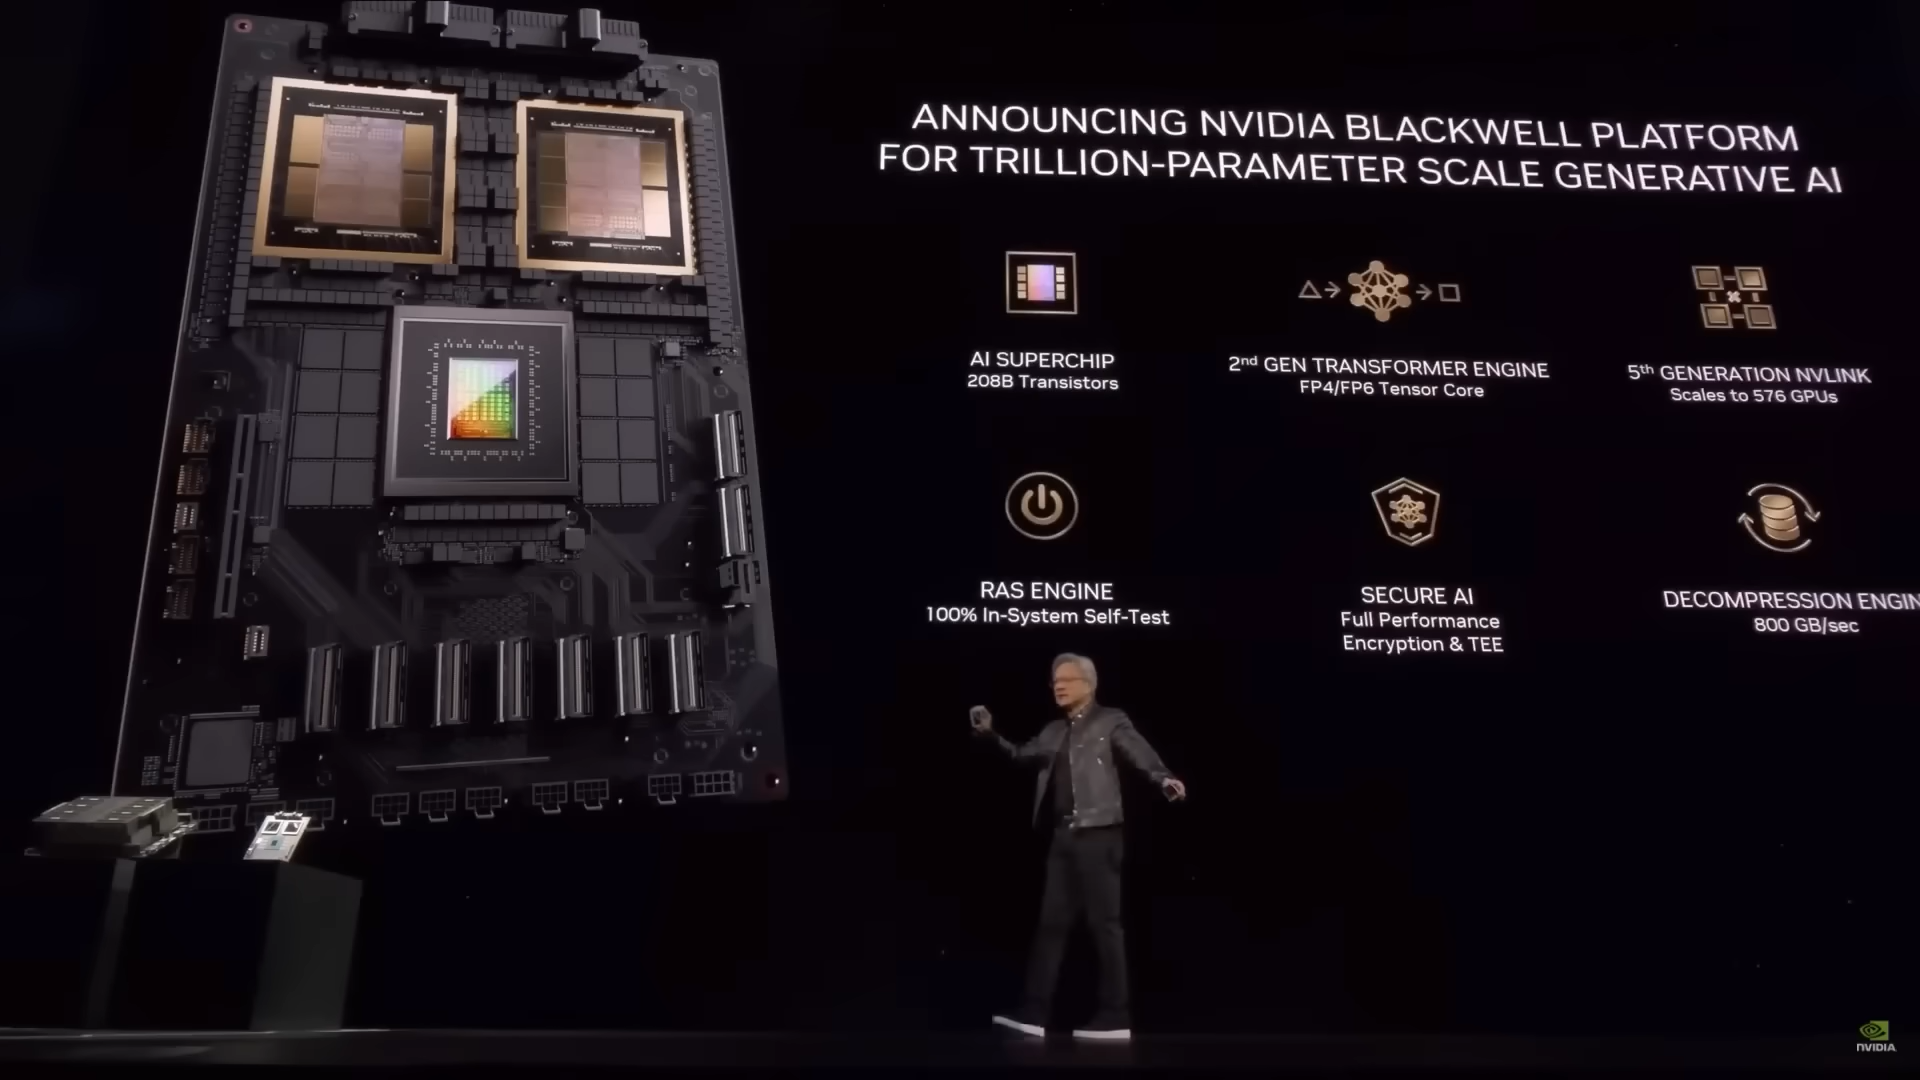 ANNOUNCING NVIDIA BLACKWELL PLATFORM
FOR TRILLION-PARAMETER SCALE GENERATIVE AI
AI SUPERCHIP
208B Transistors
2nd GEN TRANSFORMER ENGINE
FP4/FP6 Tensor Core
5th GENERATION NVLINK
Scales to 576 GPUs
RAS ENGINE
100% In-System Self-Test
SECURE AI
Full Performance
Encryption & TEE
DECOMPRESSION ENGIN
800 GB/sec
NVIDIA